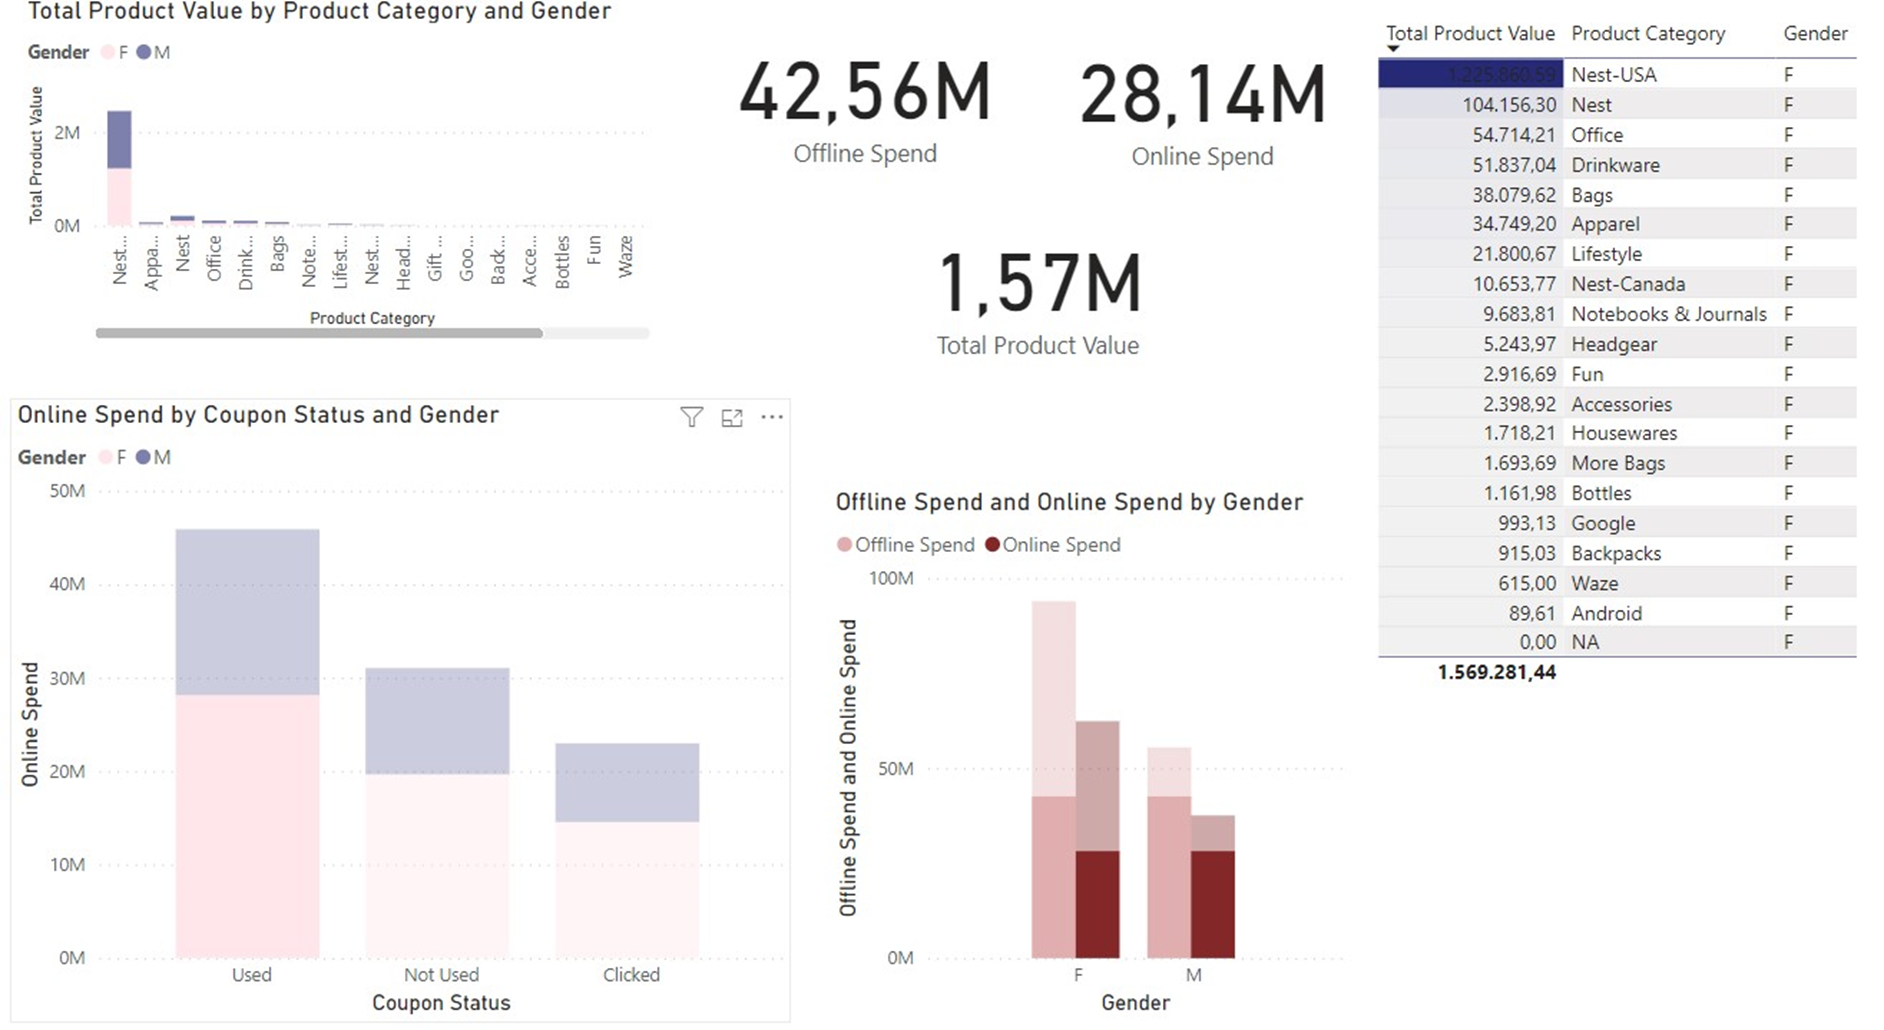 Total Product Value by Product Category and Gender
Gender F M
Total Product Value
2M
0M
Nest...
Appa...
Nest
Office
Drink...
Bags
Note...
Lifest...
Nest...
Head...
Gift ...
Goo...
Back...
Acce...
Bottles
Fun
Waze
Product Category
42,56M
Offline Spend
28,14M
Online Spend
1,57M
Total Product Value
Total Product Value Product Category Gender
1.225.860,59 Nest-USA F
104.156,30 Nest F
54.714,21 Office F
51.837,04 Drinkware F
38.079,62 Bags F
34.749,20 Apparel F
21.800,67 Lifestyle F
10.653,77 Nest-Canada F
9.683,81 Notebooks & Journals F
5.243,97 Headgear F
2.916,69 Fun F
2.398,92 Accessories F
1.718,21 Housewares F
1.693,69 More Bags F
1.161,98 Bottles F
993,13 Google F
915,03 Backpacks F
615,00 Waze F
89,61 Android F
0,00 NA F
1.569.281,44
Online Spend by Coupon Status and Gender
Gender F M
Online Spend
50M
40M
30M
20M
10M
0M
Used Not Used Clicked
Coupon Status
Offline Spend and Online Spend by Gender
Offline Spend Online Spend
Offline Spend and Online Spend
100M
50M
0M
F M
Gender